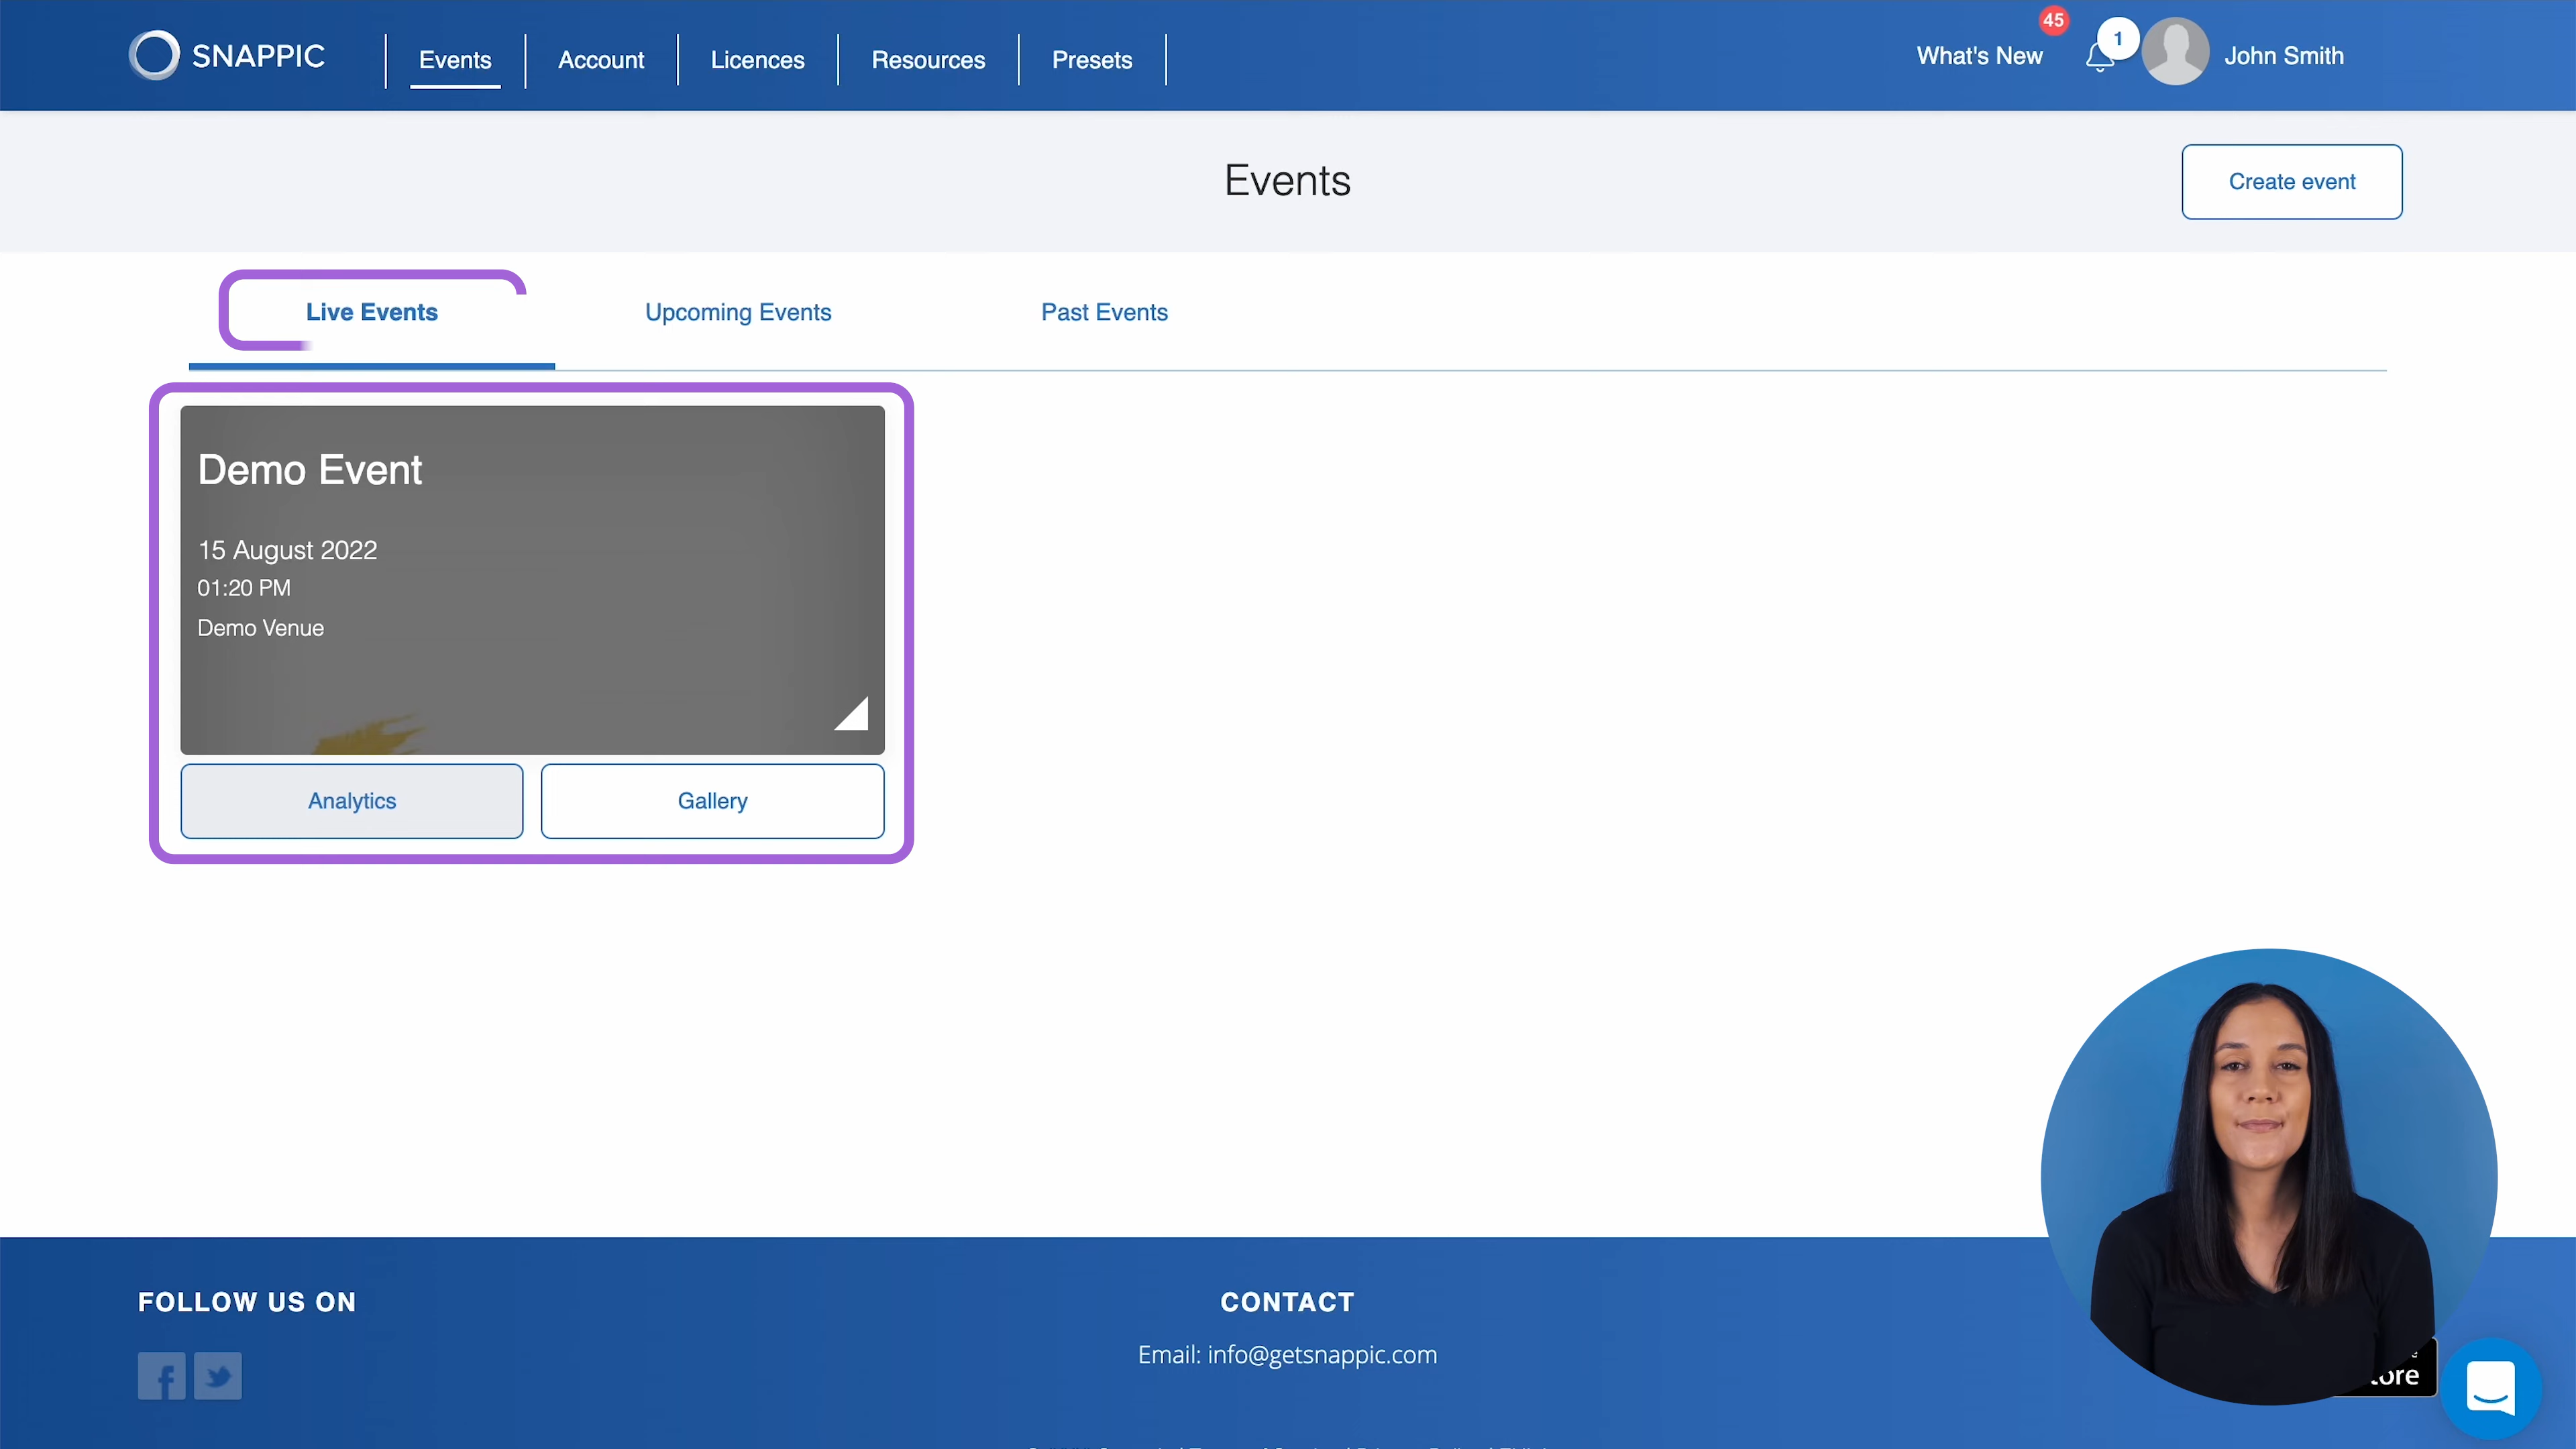 SNAPPIC
Events
Account
Licences
Resources
Presets
What's New
45
1
John Smith
Events
Create event
Live Events
Upcoming Events
Past Events
Demo Event
15 August 2022
01:20 PM
Demo Venue
Analytics
Gallery
FOLLOW US ON
CONTACT
Email: info@getsnappic.com